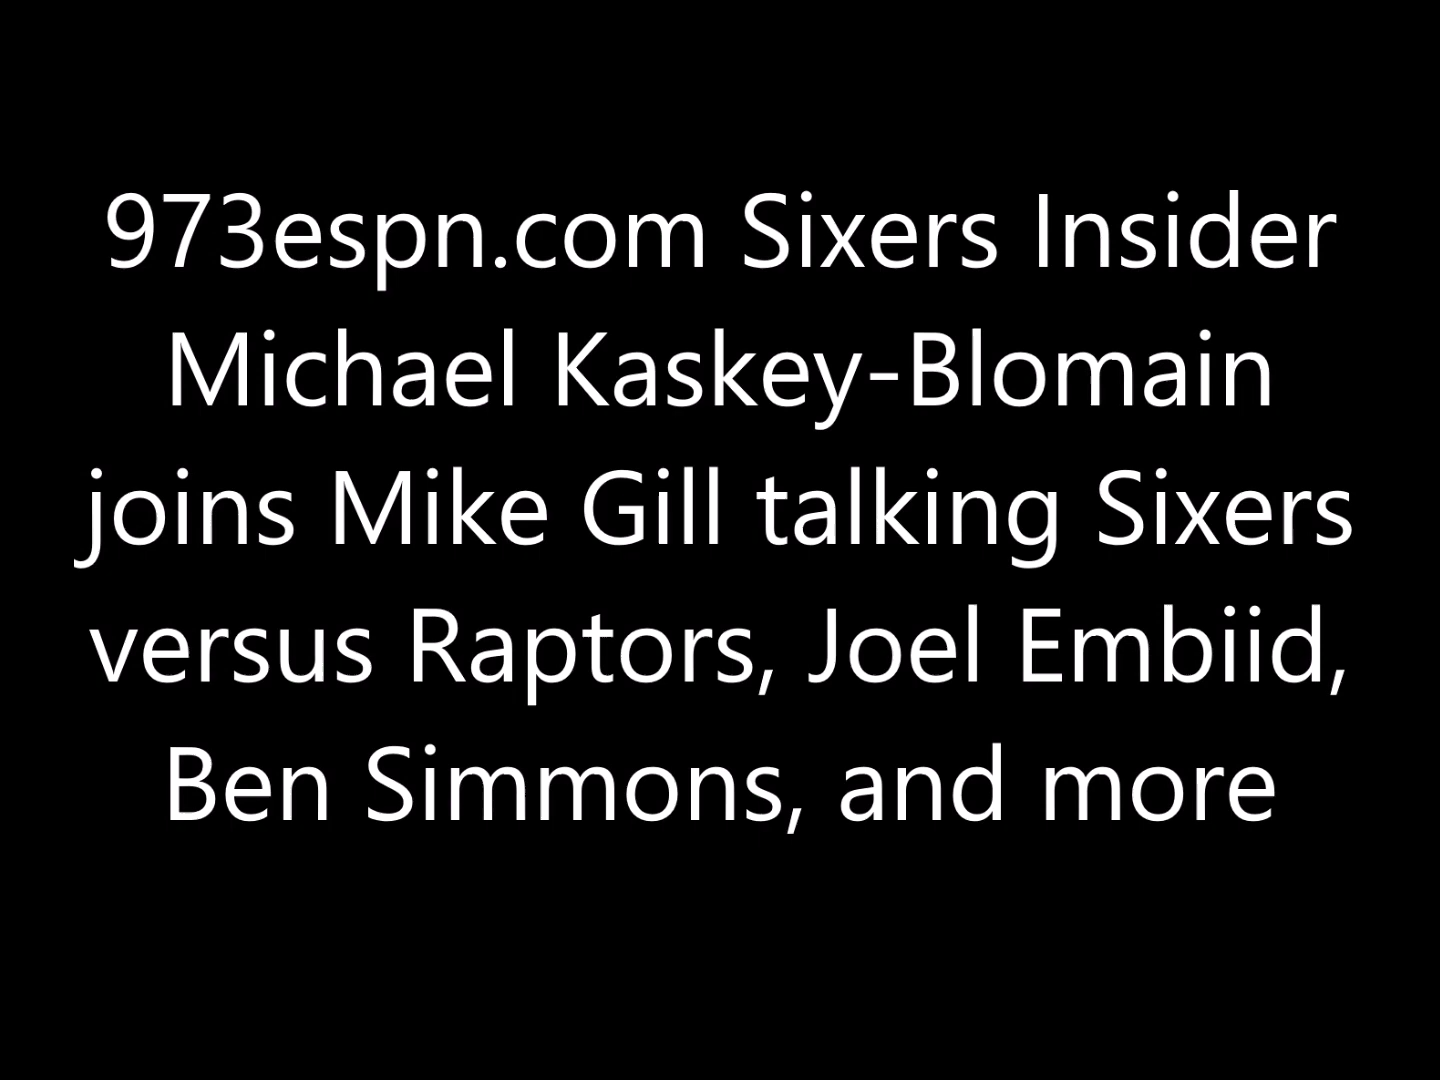 973espn.com Sixers Insider
Michael Kaskey-Blomain
joins Mike Gill talking Sixers
versus Raptors, Joel Embiid,
Ben Simmons, and more